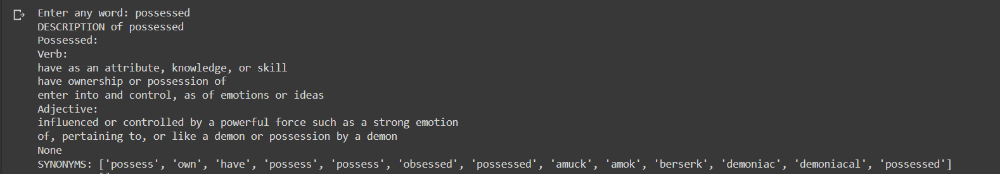 Enter any word: possessed
DESCRIPTION of possessed
Possessed:
Verb:
have as an attribute, knowledge, or skill
have ownership or possession of
enter into and control, as of emotions or ideas
Adjective:
influenced or controlled by a powerful force such as a strong emotion
of, pertaining to, or like a demon or possession by a demon
None
SYNONYMS: ['possess', 'own', 'have', 'possess', 'possess', 'obsessed', 'possessed', 'amuck', 'amok', 'berserk', 'demoniac', 'demoniacal', 'possessed']